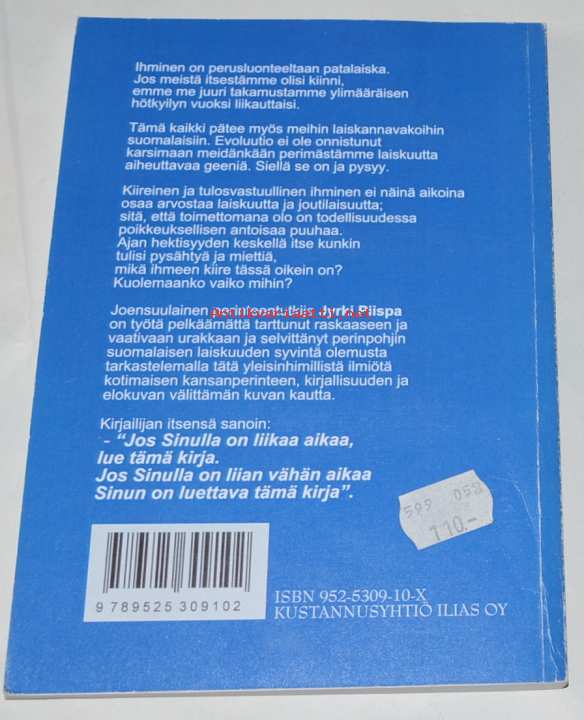 Ihminen on perusluonteeltaan patalaiska.
Jos meistä itsestämme olisi kiinni,
emme me juuri takamustamme ylimääräisen
hötkyilyn vuoksi liikauttaisi.
Tämä kaikki pätee myös meihin laiskannavakoihin
suomalaisiin. Evoluutio ei ole onnistunut
karsimaan meidänkään perimästämme laiskuutta
aiheuttavaa geeniä. Siellä se on ja pysyy.
Kiireinen ja tulosvastuullinen ihminen ei näinä aikoina
osaa arvostaa laiskuutta ja joutilaisuutta;
sitä, että toimettomana olo on todellisuudessa
poikkeuksellisen antoisaa puuhaa.
Ajan hektisyyden keskellä itse kunkin
tulisi pysähtyä ja miettiä,
mikä ihmeen kiire tässä oikein on?
Kuolemaanko vaiko mihin?
Joensuulainen Jyrki Piispa
antikvariaatti.net
on työtä pelkäämättä tarttunut raskaaseen ja
vaativaan urakkaan ja selvittänyt perinpohjin
suomalaisen laiskuuden syvintä olemusta
tarkastelemalla tätä yleisinhimillistä ilmiötä
kotimaisen kansanperinteen, kirjallisuuden ja
elokuvan välittämän kuvan kautta.
Kirjailijan itsensä sanoin:
- "Jos Sinulla on liikaa aikaa,
lue tämä kirja.
Jos Sinulla on liian vähän aikaa
Sinun on luettava tämä kirja".
599 058
110.-
9 789525 309102
ISBN 952-5309-10-X
KUSTANNUSYHTIÖ ILIAS OY